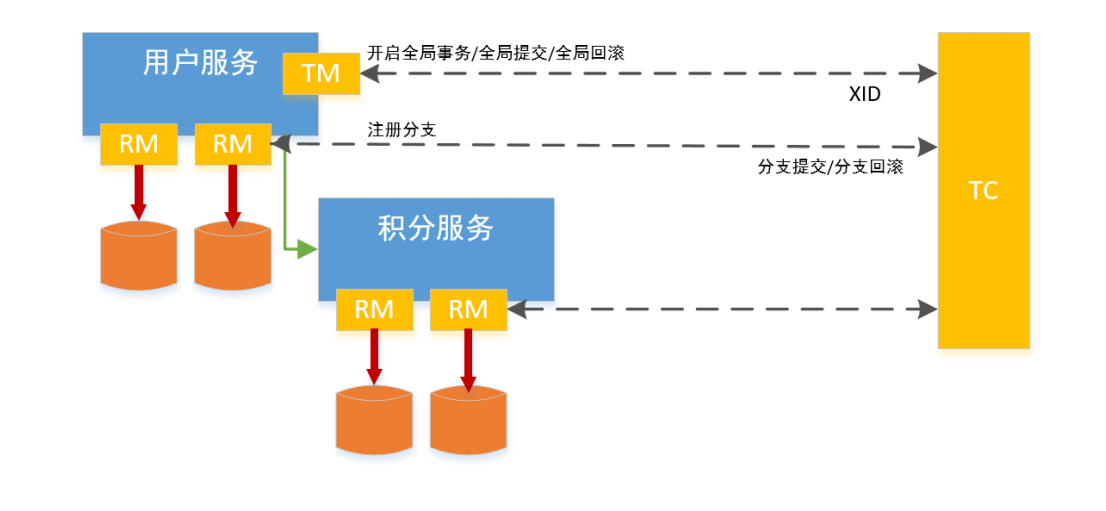 用户服务
TM
开启全局事务/全局提交/全局回滚
XID
RM
RM
注册分支
分支提交/分支回滚
TC
积分服务
RM
RM